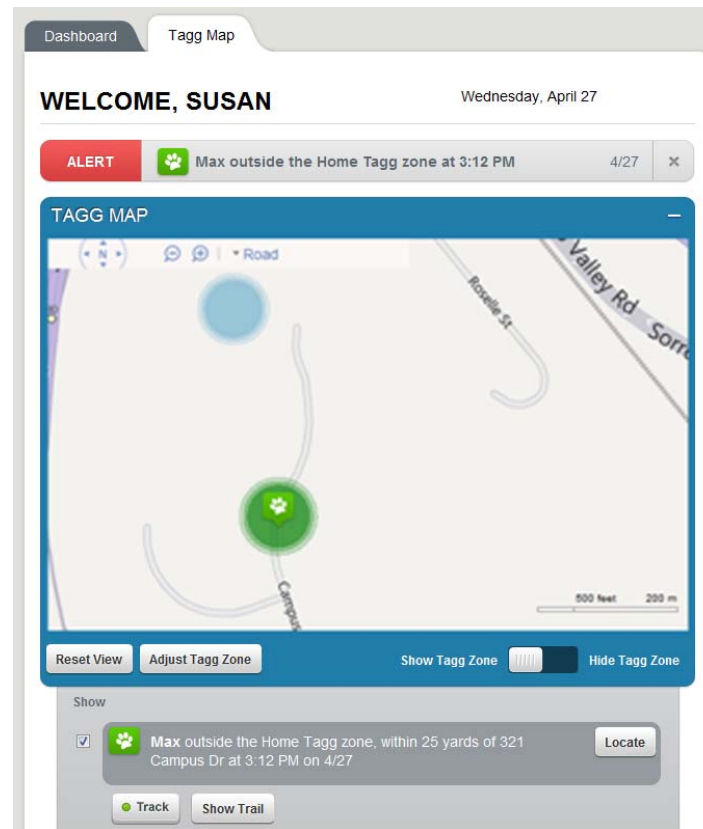 Dashboard
Tagg Map
WELCOME, SUSAN
Wednesday, April 27
ALERT
Max outside the Home Tagg zone at 3:12 PM
4/27
×
TAGG MAP
–
N
Road
Roselle St
Valley Rd
Sorre
Campus
500 feet 200 m
Reset View
Adjust Tagg Zone
Show Tagg Zone
Hide Tagg Zone
Show
Max outside the Home Tagg zone, within 25 yards of 321
Campus Dr at 3:12 PM on 4/27
Locate
Track
Show Trail